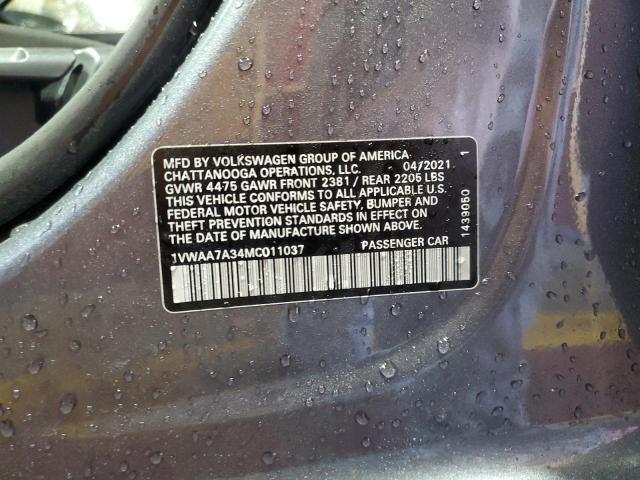 MFD BY VOLKSWAGEN GROUP OF AMERICA
CHATTANOOGA OPERATIONS, LLC. 04/2021
GVWR 4475 GAWR FRONT 2381 / REAR 2205 LBS
THIS VEHICLE CONFORMS TO ALL APPLICABLE U.S.
FEDERAL MOTOR VEHICLE SAFETY, BUMPER AND
THEFT PREVENTION STANDARDS IN EFFECT ON
THE DATE OF MANUFACTURE SHOWN ABOVE.
1VWAA7A34MC011037 PASSENGER CAR
1439050 1